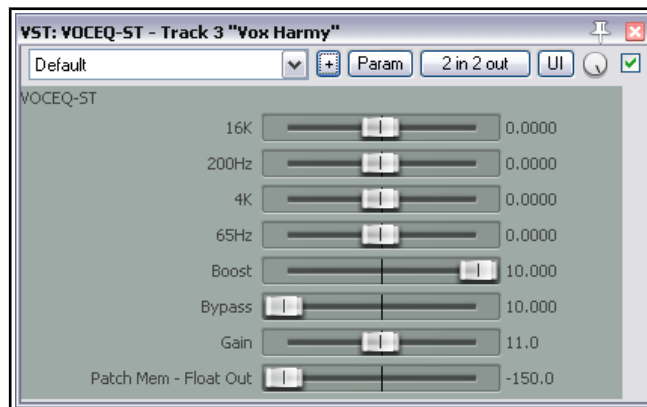 VST: VOCEQ-ST - Track 3 "Vox Harmy"
Default + Param 2 in 2 out UI
VOCEQ-ST
16K 0.0000
200Hz 0.0000
4K 0.0000
65Hz 0.0000
Boost 10.000
Bypass 10.000
Gain 11.0
Patch Mem - Float Out -150.0